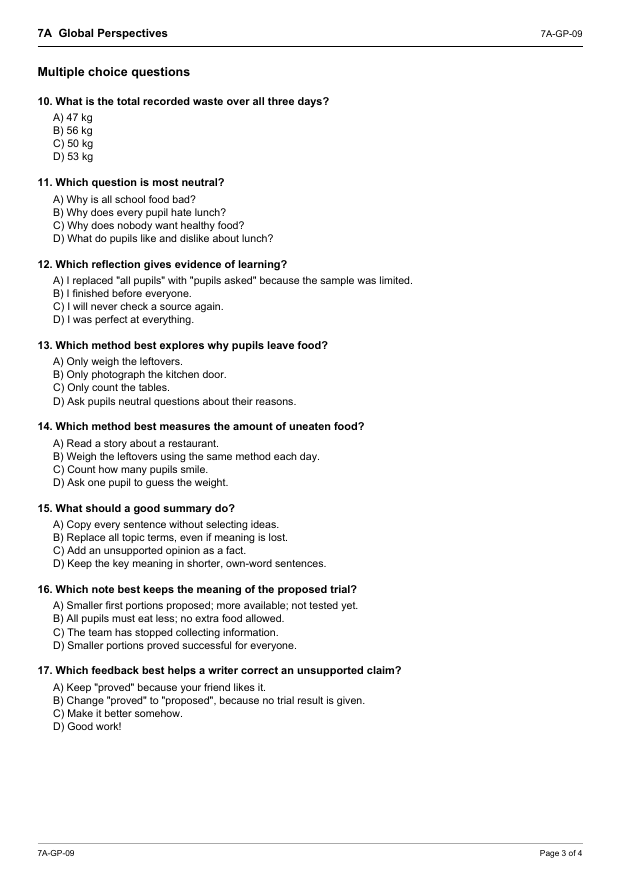 7A Global Perspectives
7A-GP-09
Multiple choice questions
10. What is the total recorded waste over all three days?
A) 47 kg
B) 56 kg
C) 50 kg
D) 53 kg
11. Which question is most neutral?
A) Why is all school food bad?
B) Why does every pupil hate lunch?
C) Why does nobody want healthy food?
D) What do pupils like and dislike about lunch?
12. Which reflection gives evidence of learning?
A) I replaced "all pupils" with "pupils asked" because the sample was limited.
B) I finished before everyone.
C) I will never check a source again.
D) I was perfect at everything.
13. Which method best explores why pupils leave food?
A) Only weigh the leftovers.
B) Only photograph the kitchen door.
C) Only count the tables.
D) Ask pupils neutral questions about their reasons.
14. Which method best measures the amount of uneaten food?
A) Read a story about a restaurant.
B) Weigh the leftovers using the same method each day.
C) Count how many pupils smile.
D) Ask one pupil to guess the weight.
15. What should a good summary do?
A) Copy every sentence without selecting ideas.
B) Replace all topic terms, even if meaning is lost.
C) Add an unsupported opinion as a fact.
D) Keep the key meaning in shorter, own-word sentences.
16. Which note best keeps the meaning of the proposed trial?
A) Smaller first portions proposed; more available; not tested yet.
B) All pupils must eat less; no extra food allowed.
C) The team has stopped collecting information.
D) Smaller portions proved successful for everyone.
17. Which feedback best helps a writer correct an unsupported claim?
A) Keep "proved" because your friend likes it.
B) Change "proved" to "proposed", because no trial result is given.
C) Make it better somehow.
D) Good work!
7A-GP-09
Page 3 of 4